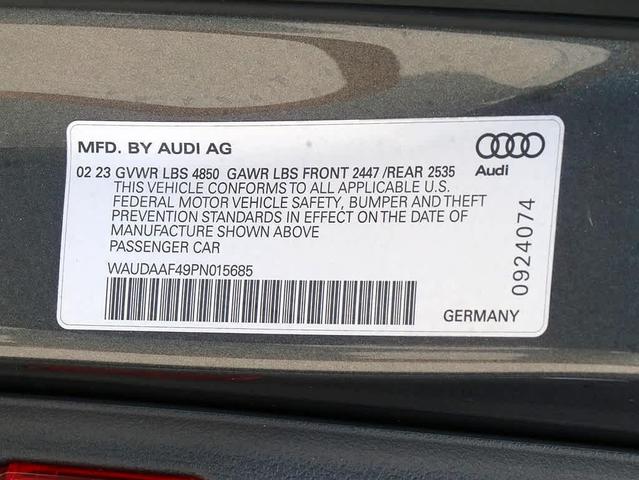 MFD. BY AUDI AG
02 23 GVWR LBS 4850 GAWR LBS FRONT 2447 /REAR 2535
THIS VEHICLE CONFORMS TO ALL APPLICABLE U.S.
FEDERAL MOTOR VEHICLE SAFETY, BUMPER AND THEFT
PREVENTION STANDARDS IN EFFECT ON THE DATE OF
MANUFACTURE SHOWN ABOVE
PASSENGER CAR
WAUDAAF49PN015685
Audi
0924074
GERMANY